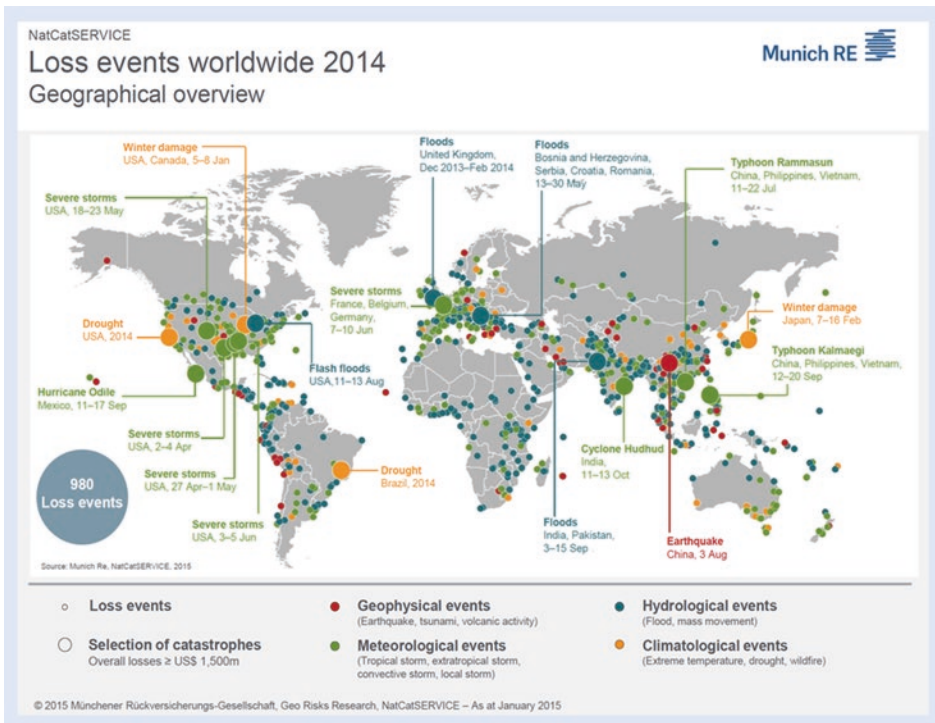 NatCatSERVICE
Loss events worldwide 2014
Geographical overview
Munich RE
Winter damage
USA, Canada, 5–8 Jan
Floods
United Kingdom,
Dec 2013–Feb 2014
Floods
Bosnia and Herzegovina,
Serbia, Croatia, Romania,
13–30 May
Typhoon Rammasun
China, Philippines, Vietnam,
11–22 Jul
Severe storms
USA, 18–23 May
Severe storms
France, Belgium,
Germany,
7–10 Jun
Winter damage
Japan, 7–16 Feb
Drought
USA, 2014
Flash floods
USA,11–13 Aug
Typhoon Kalmaegi
China, Philippines, Vietnam,
12–20 Sep
Hurricane Odile
Mexico, 11–17 Sep
Severe storms
USA, 2–4 Apr
Cyclone Hudhud
India,
11–13 Oct
Severe storms
USA, 27 Apr–1 May
Drought
Brazil, 2014
980
Loss events
Severe storms
USA, 3–5 Jun
Floods
India, Pakistan,
3–15 Sep
Earthquake
China, 3 Aug
Source: Munich Re, NatCatSERVICE, 2015
Loss events
Selection of catastrophes
Overall losses ≥ US$ 1,500m
Geophysical events
(Earthquake, tsunami, volcanic activity)
Meteorological events
(Tropical storm, extratropical storm,
convective storm, local storm)
Hydrological events
(Flood, mass movement)
Climatological events
(Extreme temperature, drought, wildfire)
© 2015 Münchener Rückversicherungs-Gesellschaft, Geo Risks Research, NatCatSERVICE – As at January 2015